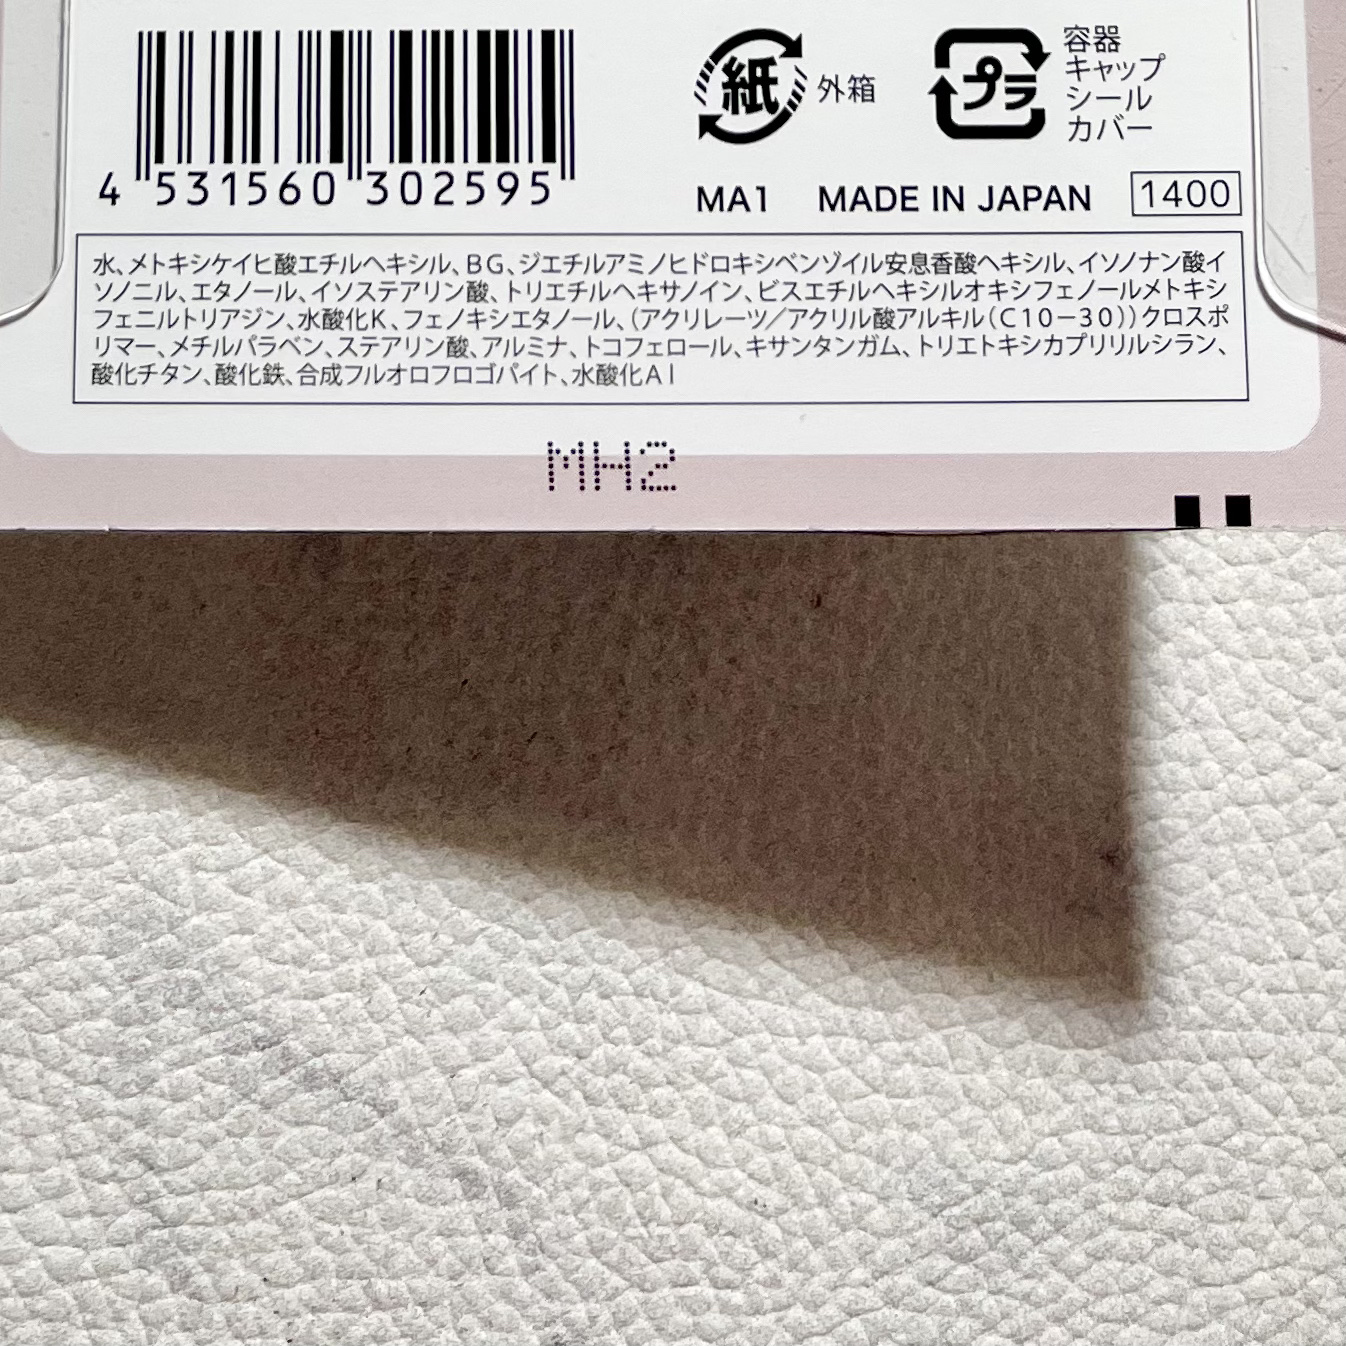 4 531560 302595
紙 外箱
プラ 容器
キャップ
シール
カバー
MA1 MADE IN JAPAN 1400
水、メトキシケイヒ酸エチルヘキシル、BG、ジエチルアミノヒドロキシベンゾイル安息香酸ヘキシル、イソノナン酸イ
ソノニル、エタノール、イソステアリン酸、トリエチルヘキサノイン、ビスエチルヘキシルオキシフェノールメトキシ
フェニルトリアジン、水酸化K、フェノキシエタノール、(アクリレーツ/アクリル酸アルキル(C10-30))クロスポ
リマー、メチルパラベン、ステアリン酸、アルミナ、トコフェロール、キサンタンガム、トリエトキシカプリリルシラン、
酸化チタン、酸化鉄、合成フルオロフロゴパイト、水酸化Al
MH2